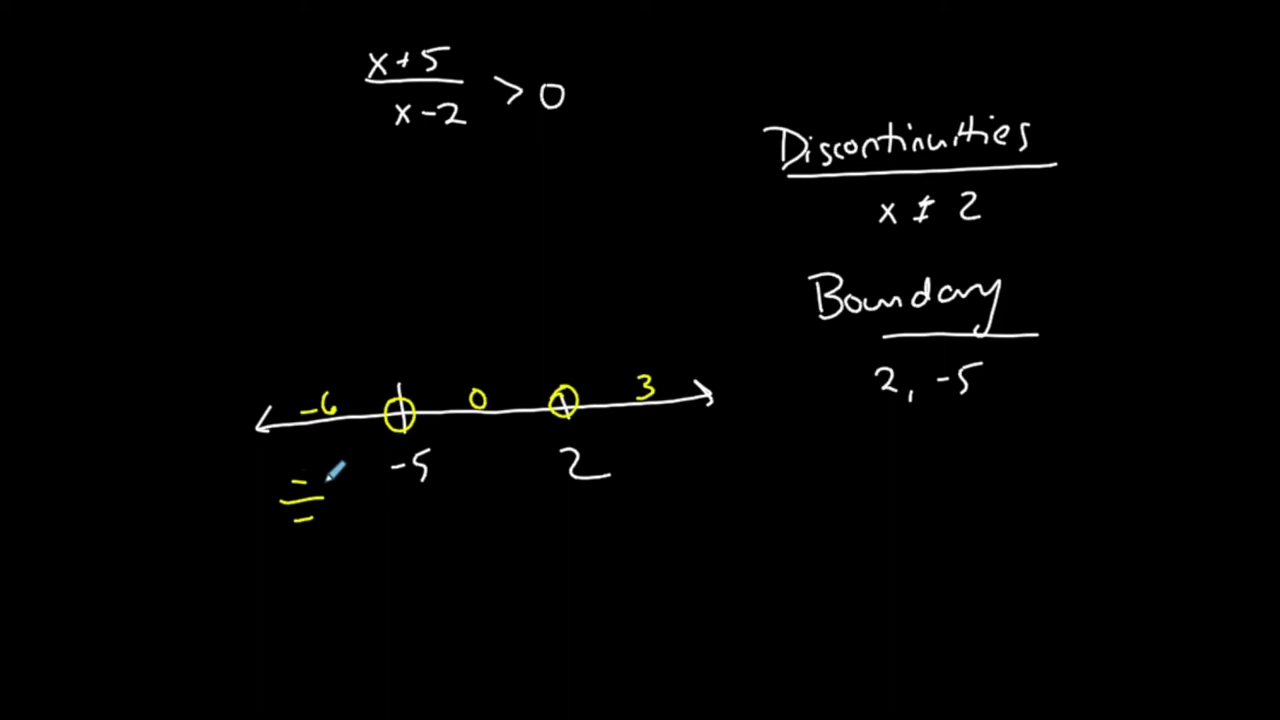 x+5
x-2 > 0
Discontinuities
x ≠ 2
Boundary
2, -5
-6 0 3
-5 2
-
-